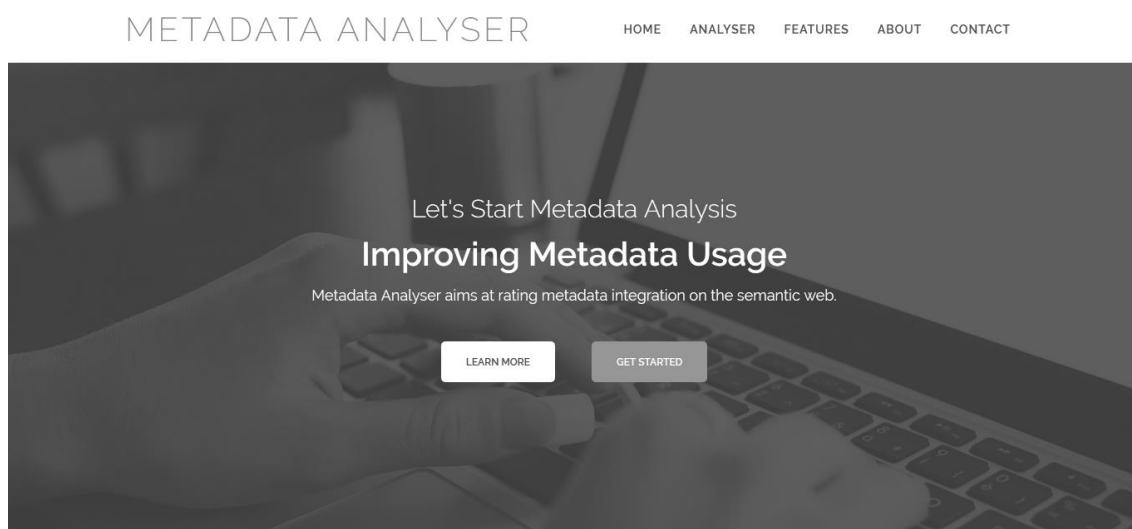 METADATA ANALYSER
HOME ANALYSER FEATURES ABOUT CONTACT
Let's Start Metadata Analysis
Improving Metadata Usage
Metadata Analyser aims at rating metadata integration on the semantic web.
LEARN MORE GET STARTED